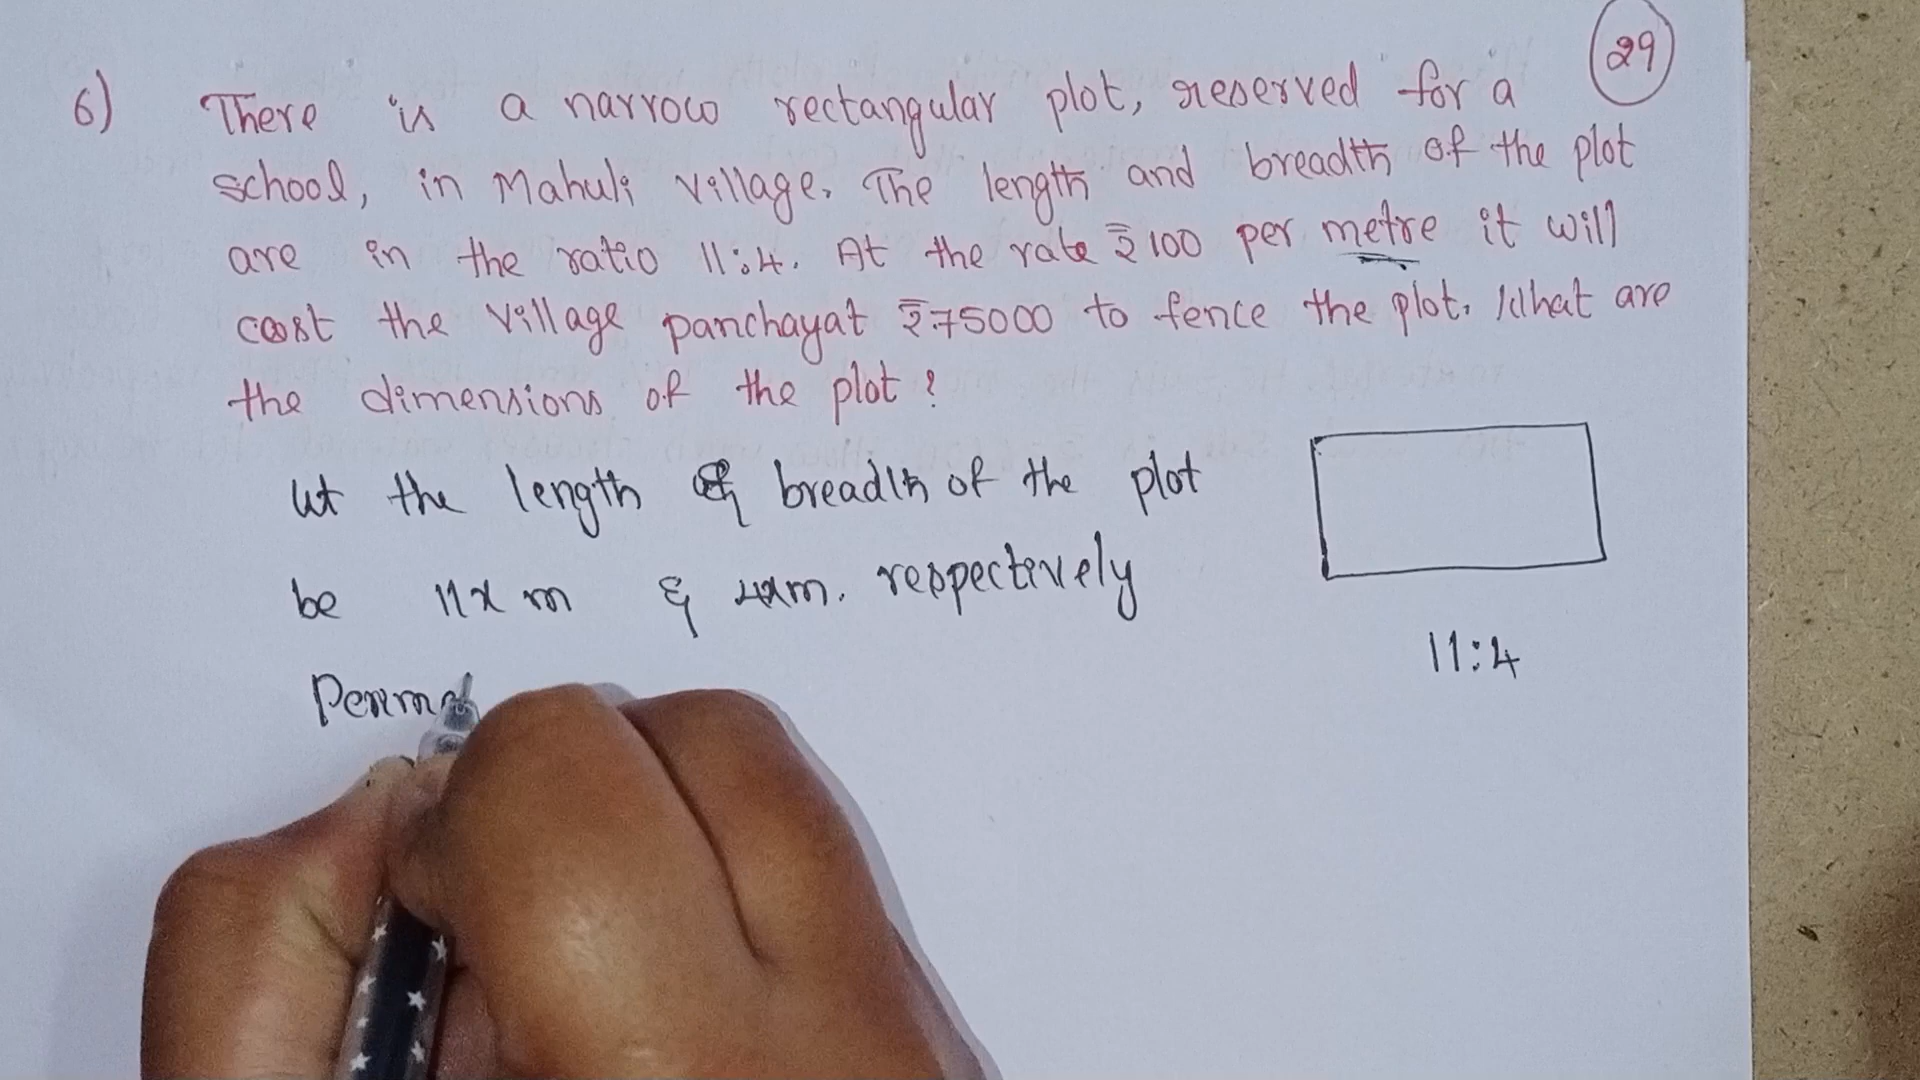 29
6) There is a narrow rectangular plot, reserved for a
school, in Mahuli village. The length and breadth of the plot
are in the ratio 11:4. At the rate ₹100 per metre it will
cost the village panchayat ₹75000 to fence the plot. What are
the dimensions of the plot?
let the length & breadth of the plot
be 11x m & 4xm. respectively
11:4